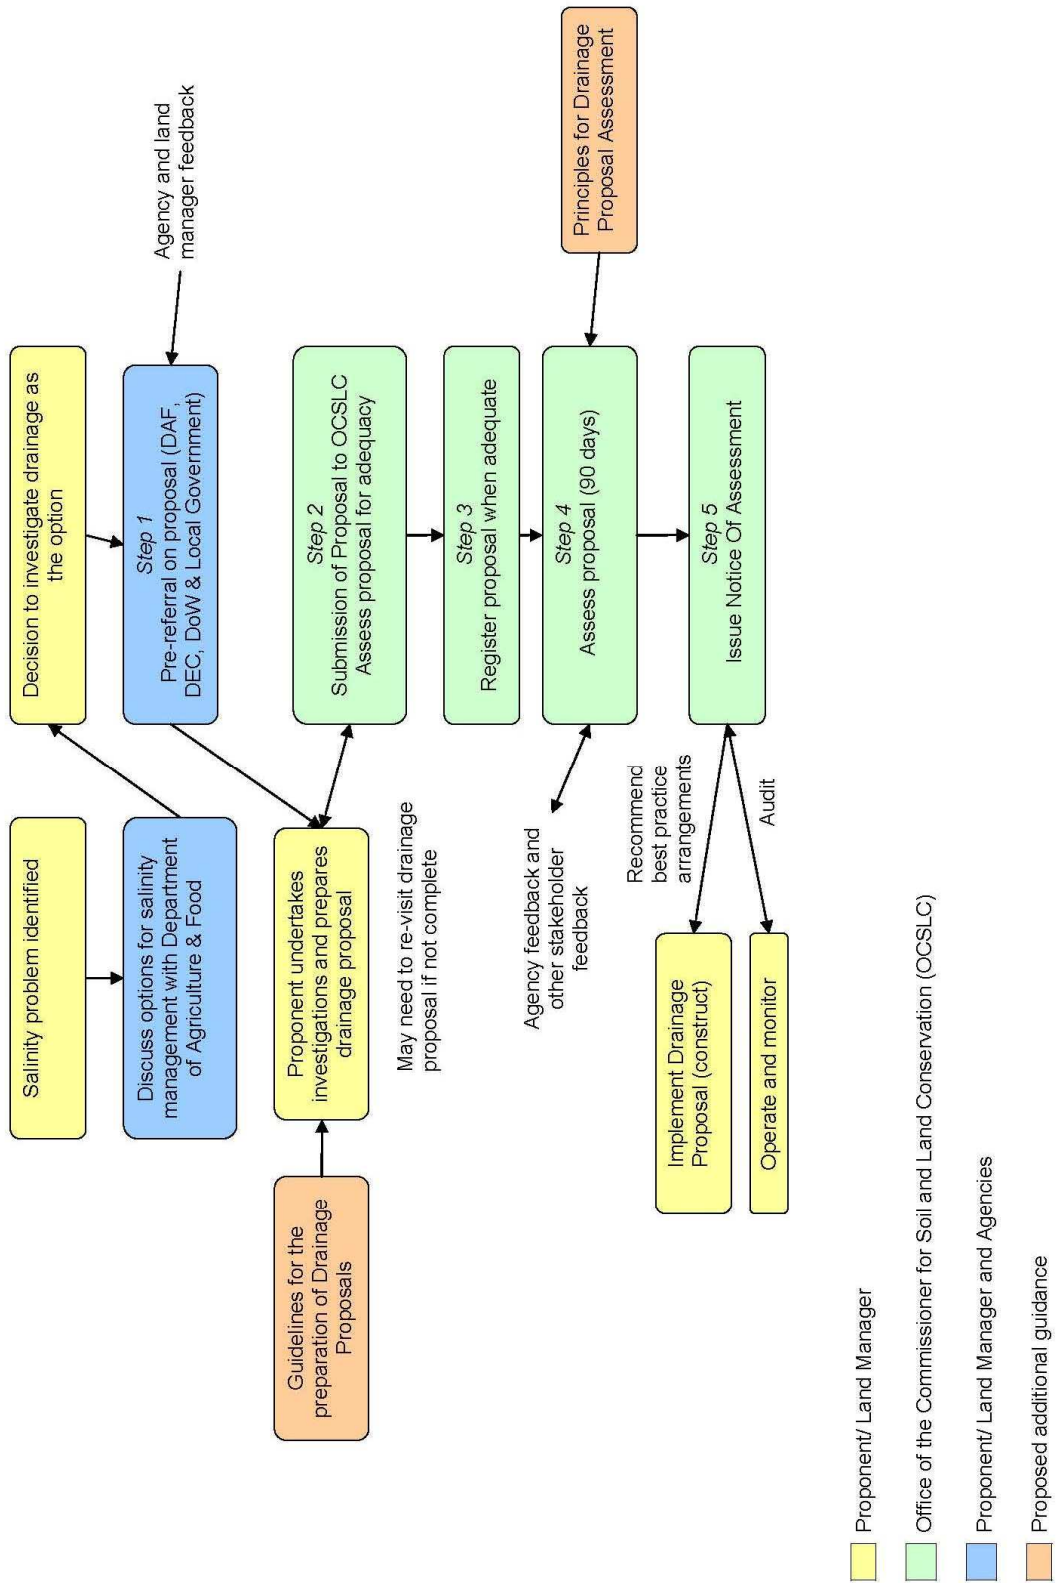 Salinity problem identified
Discuss options for salinity
management with Department
of Agriculture & Food
Decision to investigate drainage as
the option
Step 1
Pre-referral on proposal (DAF,
DEC, DoW & Local Government)
Agency and land
manager feedback
Guidelines for the
preparation of Drainage
Proposals
Proponent undertakes
investigations and prepares
drainage proposal
May need to re-visit drainage
proposal if not complete
Step 2
Submission of Proposal to OCSLC
Assess proposal for adequacy
Step 3
Register proposal when adequate
Step 4
Assess proposal (90 days)
Agency feedback and
other stakeholder
feedback
Principles for Drainage
Proposal Assessment
Step 5
Issue Notice Of Assessment
Recommend
best practice
arrangements
Audit
Implement Drainage
Proposal (construct)
Operate and monitor
Proponent/ Land Manager
Office of the Commissioner for Soil and Land Conservation (OCSLC)
Proponent/ Land Manager and Agencies
Proposed additional guidance